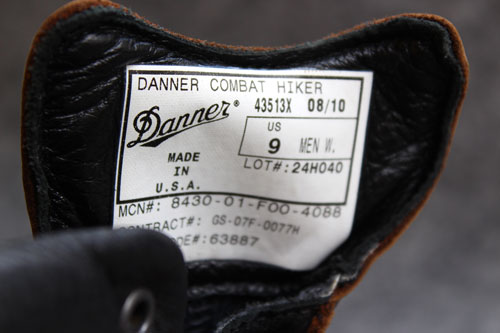 DANNER COMBAT HIKER
Danner® 43513X 08/10
US
9 MEN W.
MADE
IN
U.S.A.
LOT#: 24H040
MCN#: 8430-01-F00-4088
CONTRACT#: GS-07F-0077H
DE#: 63887